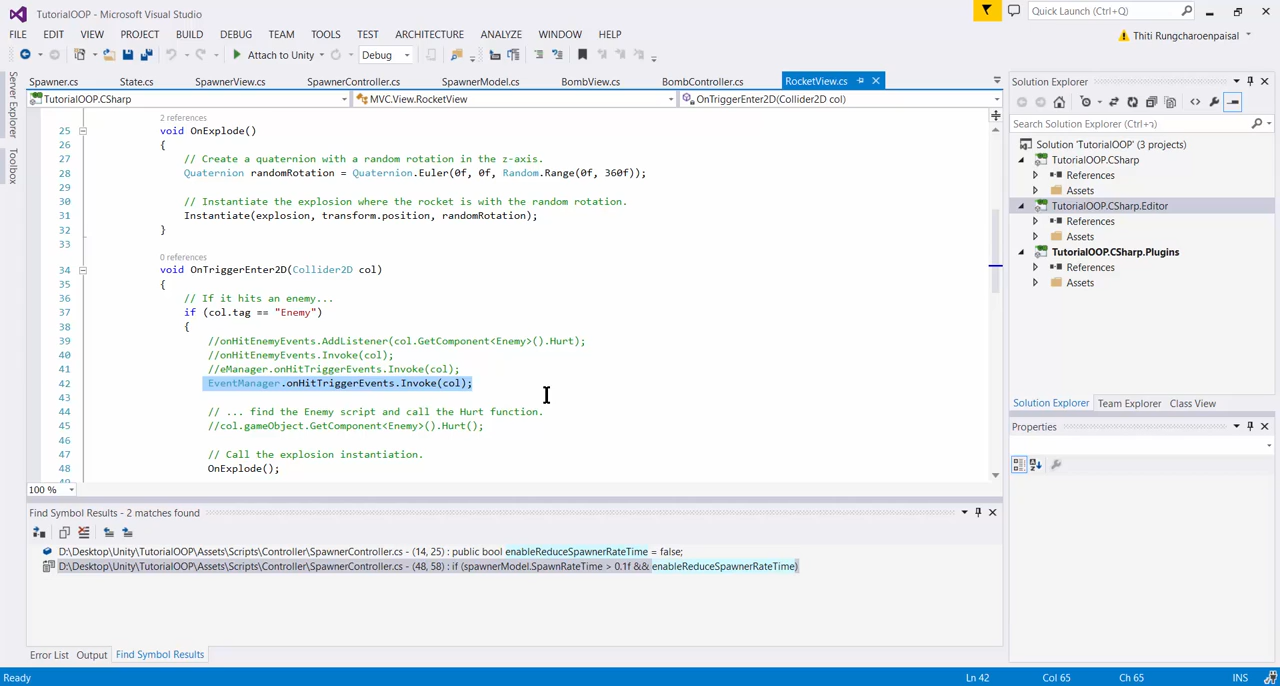 TutorialOOP - Microsoft Visual Studio
Quick Launch (Ctrl+Q)
FILE EDIT VIEW PROJECT BUILD DEBUG TEAM TOOLS TEST ARCHITECTURE ANALYZE WINDOW HELP
Thiti Rungcharoenpaisal
Attach to Unity Debug
Server Explorer
Toolbox
Spawner.cs State.cs SpawnerView.cs SpawnerController.cs SpawnerModel.cs BombView.cs BombController.cs RocketView.cs
TutorialOOP.CSharp MVC.View.RocketView OnTriggerEnter2D(Collider2D col)
2 references
25 void OnExplode()
26 {
27 // Create a quaternion with a random rotation in the z-axis.
28 Quaternion randomRotation = Quaternion.Euler(0f, 0f, Random.Range(0f, 360f));
29
30 // Instantiate the explosion where the rocket is with the random rotation.
31 Instantiate(explosion, transform.position, randomRotation);
32 }
33
0 references
34 void OnTriggerEnter2D(Collider2D col)
35 {
36 // If it hits an enemy...
37 if (col.tag == "Enemy")
38 {
39 //onHitEnemyEvents.AddListener(col.GetComponent<Enemy>().Hurt);
40 //onHitEnemyEvents.Invoke(col);
41 //eManager.onHitTriggerEvents.Invoke(col);
42 EventManager.onHitTriggerEvents.Invoke(col);
43
44 // ... find the Enemy script and call the Hurt function.
45 //col.gameObject.GetComponent<Enemy>().Hurt();
46
47 // Call the explosion instantiation.
48 OnExplode();
100 %
Find Symbol Results - 2 matches found
D:\Desktop\Unity\TutorialOOP\Assets\Scripts\Controller\SpawnerController.cs - (14, 25) : public bool enableReduceSpawnerRateTime = false;
D:\Desktop\Unity\TutorialOOP\Assets\Scripts\Controller\SpawnerController.cs - (48, 58) : if (spawnerModel.SpawnRateTime > 0.1f && enableReduceSpawnerRateTime)
Error List Output Find Symbol Results
Solution Explorer
Search Solution Explorer (Ctrl+ว)
Solution 'TutorialOOP' (3 projects)
TutorialOOP.CSharp
References
Assets
TutorialOOP.CSharp.Editor
References
Assets
TutorialOOP.CSharp.Plugins
References
Assets
Solution Explorer Team Explorer Class View
Properties
Ready Ln 42 Col 65 Ch 65 INS